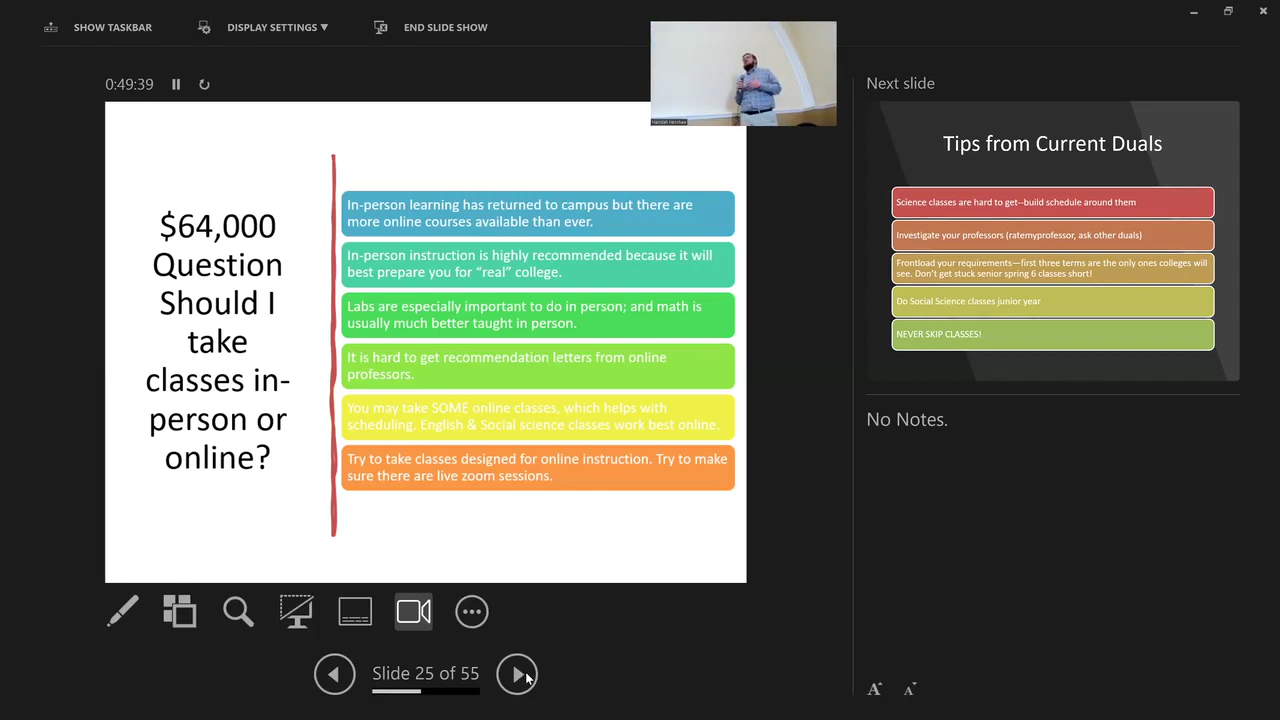 SHOW TASKBAR
DISPLAY SETTINGS ▼
END SLIDE SHOW
0:49:39
$64,000
Question
Should I
take
classes in-
person or
online?
In-person learning has returned to campus but there are
more online courses available than ever.
In-person instruction is highly recommended because it will
best prepare you for “real” college.
Labs are especially important to do in person; and math is
usually much better taught in person.
It is hard to get recommendation letters from online
professors.
You may take SOME online classes, which helps with
scheduling. English & Social science classes work best online.
Try to take classes designed for online instruction. Try to make
sure there are live zoom sessions.
Slide 25 of 55
Next slide
Tips from Current Duals
Science classes are hard to get--build schedule around them
Investigate your professors (ratemyprofessor, ask other duals)
Frontload your requirements—first three terms are the only ones colleges will
see. Don't get stuck senior spring 6 classes short!
Do Social Science classes junior year
NEVER SKIP CLASSES!
No Notes.
A A